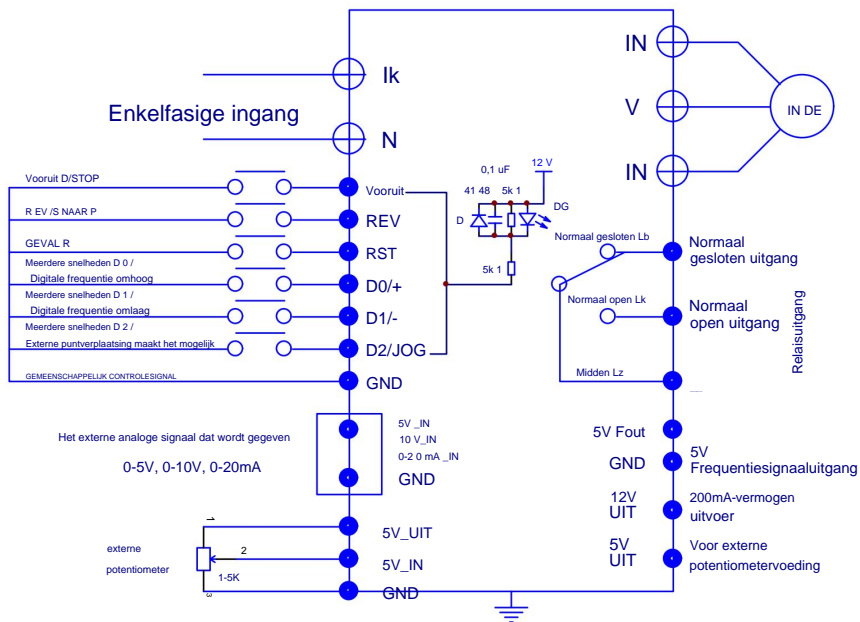 Ik
Enkelfasige ingang
N
IN
V
IN DE
IN
Vooruit D/STOP
Vooruit
R EV /S NAAR P
REV
GEVAL R
RST
Meerdere snelheden D 0 /
Digitale frequentie omhoog
D0/+
Meerdere snelheden D 1 /
Digitale frequentie omlaag
D1/-
Meerdere snelheden D 2 /
Externe puntverplaatsing maakt het mogelijk
D2/JOG
GEMEENSCHAPPELIJK CONTROLESIGNAAL
GND
0,1 uF
12 V
41 48
5k 1
D
DG
5k 1
Normaal gesloten Lb
Normaal
gesloten uitgang
Normaal open Lk
Normaal
open uitgang
Midden Lz
Relaisuitgang
Het externe analoge signaal dat wordt gegeven
0-5V, 0-10V, 0-20mA
5V _IN
10 V_IN
0-2 0 mA _IN
GND
5V Fout
GND
5V
Frequentiesignaaluitgang
12V
UIT
200mA-vermogen
uitvoer
5V
UIT
Voor externe
potentiometervoeding
externe
potentiometer
1
2
3
1-5K
5V_UIT
5V_IN
GND